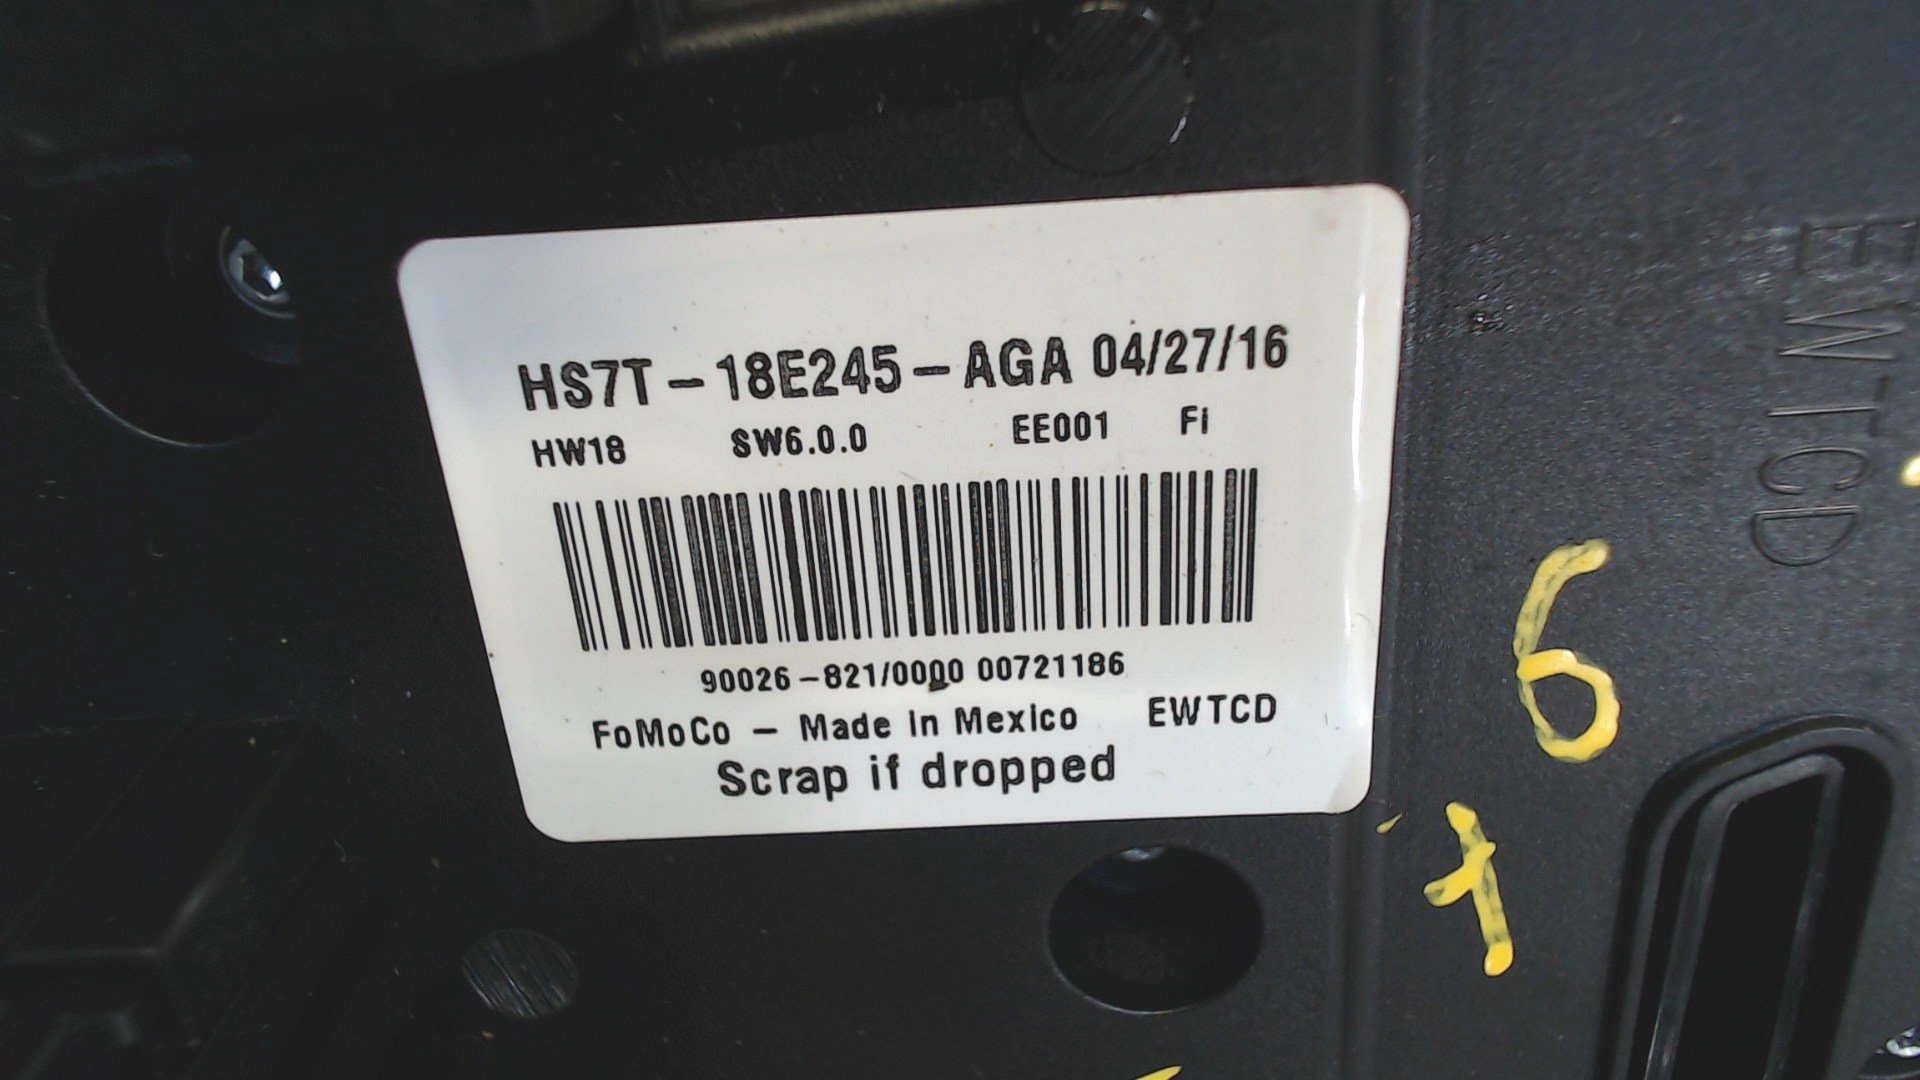 HS7T-18E245-AGA 04/27/16
HW18 SW6.0.0 EE001 Fi
90026-821/0000 00721186
FoMoCo - Made in Mexico EWTCD
Scrap if dropped
EWTCD
6